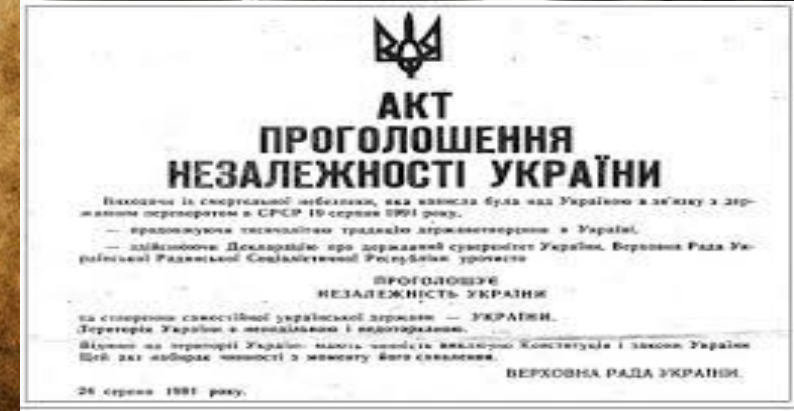 АКТ
ПРОГОЛОШЕННЯ
НЕЗАЛЕЖНОСТІ УКРАЇНИ
Виходячи із смертельної небезпеки, яка нависла була над Україною в зв'язку з дер-
жавним переворотом в СРСР 19 серпня 1991 року,
— продовжуючи тисячолітню традицію державотворення в Україні,
— здійснюючи Декларацію про державний суверенітет України, Верховна Рада Ук-
раїнської Радянської Соціалістичної Республіки урочисто
ПРОГОЛОШУЄ
НЕЗАЛЕЖНІСТЬ УКРАЇНИ
та створення самостійної української держави — УКРАЇНИ.
Територія України є неподільною і недоторканою.
Віднині на території України мають чинність виключно Конституція і закони України
Цей акт набирає чинності з моменту його схвалення.
ВЕРХОВНА РАДА УКРАЇНИ.
24 серпня 1991 року.